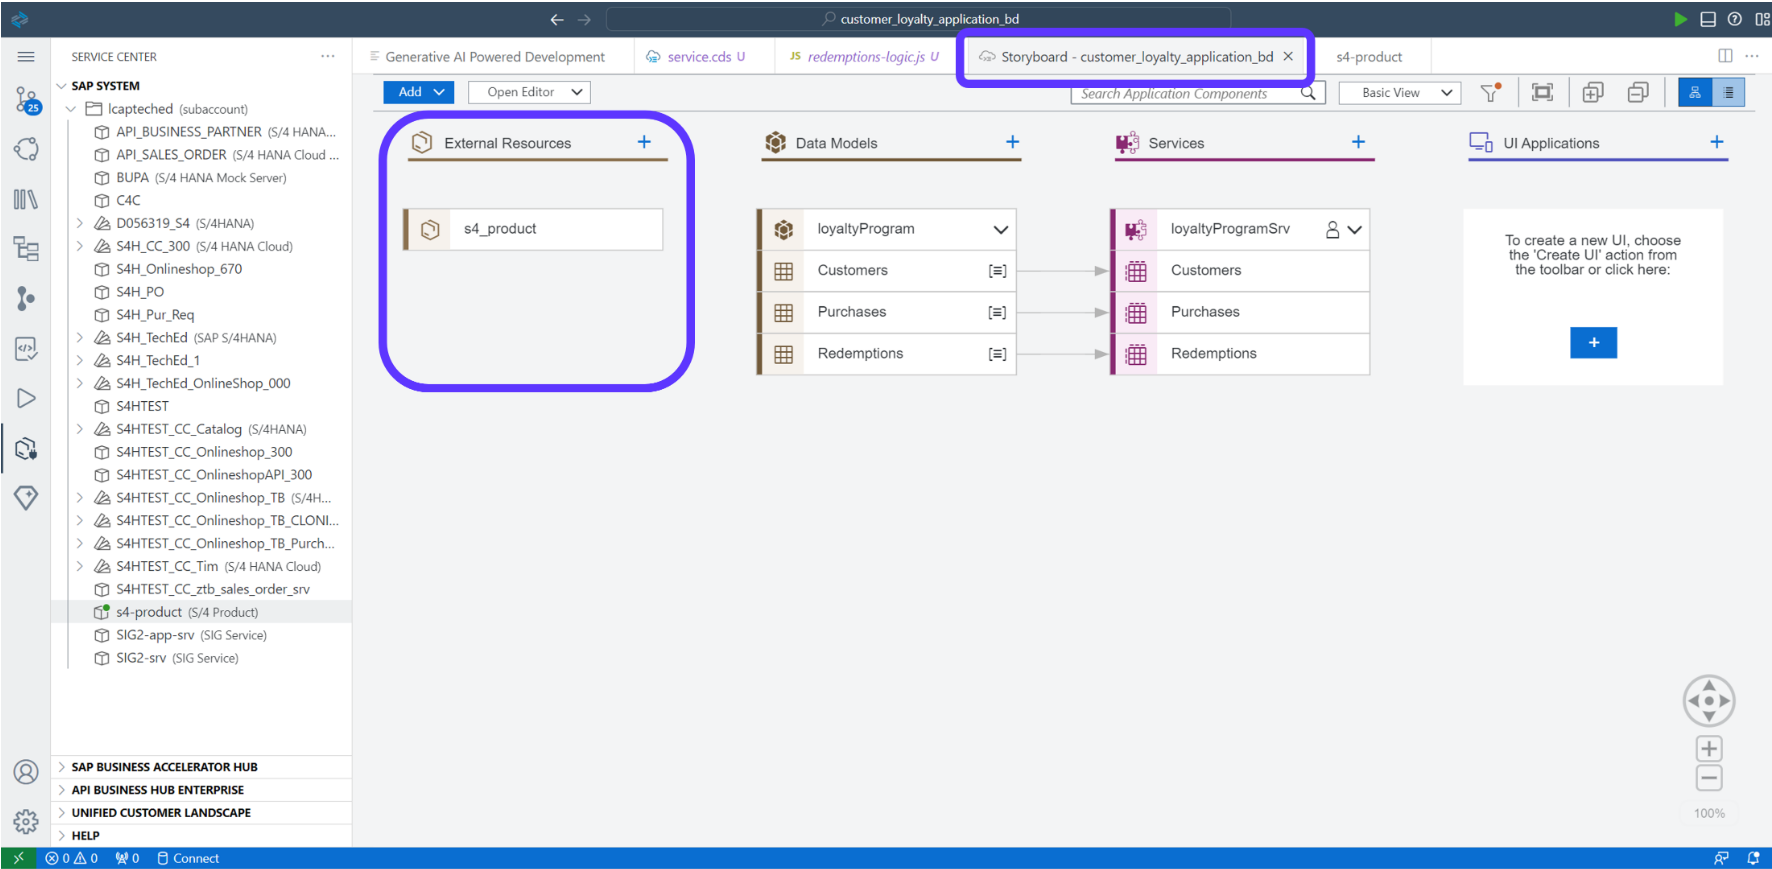 customer_loyalty_application_bd
SERVICE CENTER
Generative AI Powered Development
service.cds U
JS redemptions-logic.js U
Storyboard - customer_loyalty_application_bd
s4-product
Add
Open Editor
Search Application Components
Basic View
SAP SYSTEM
lcapteched (subaccount)
API_BUSINESS_PARTNER (S/4 HANA...
API_SALES_ORDER (S/4 HANA Cloud ...
BUPA (S/4 HANA Mock Server)
C4C
D056319_S4 (S/4HANA)
S4H_CC_300 (S/4 HANA Cloud)
S4H_Onlineshop_670
S4H_PO
S4H_Pur_Req
S4H_TechEd (SAP S/4HANA)
S4H_TechEd_1
S4H_TechEd_OnlineShop_000
S4HTEST
S4HTEST_CC_Catalog (S/4HANA)
S4HTEST_CC_Onlineshop_300
S4HTEST_CC_OnlineshopAPI_300
S4HTEST_CC_Onlineshop_TB (S/4H...
S4HTEST_CC_Onlineshop_TB_CLONI...
S4HTEST_CC_Onlineshop_TB_Purch...
S4HTEST_CC_Tim (S/4 HANA Cloud)
S4HTEST_CC_ztb_sales_order_srv
s4-product (S/4 Product)
SIG2-app-srv (SIG Service)
SIG2-srv (SIG Service)
SAP BUSINESS ACCELERATOR HUB
API BUSINESS HUB ENTERPRISE
UNIFIED CUSTOMER LANDSCAPE
HELP
25
External Resources
s4_product
Data Models
loyaltyProgram
Customers
Purchases
Redemptions
Services
loyaltyProgramSrv
Customers
Purchases
Redemptions
UI Applications
To create a new UI, choose
the 'Create UI' action from
the toolbar or click here:
+
100%
0 0 0 Connect